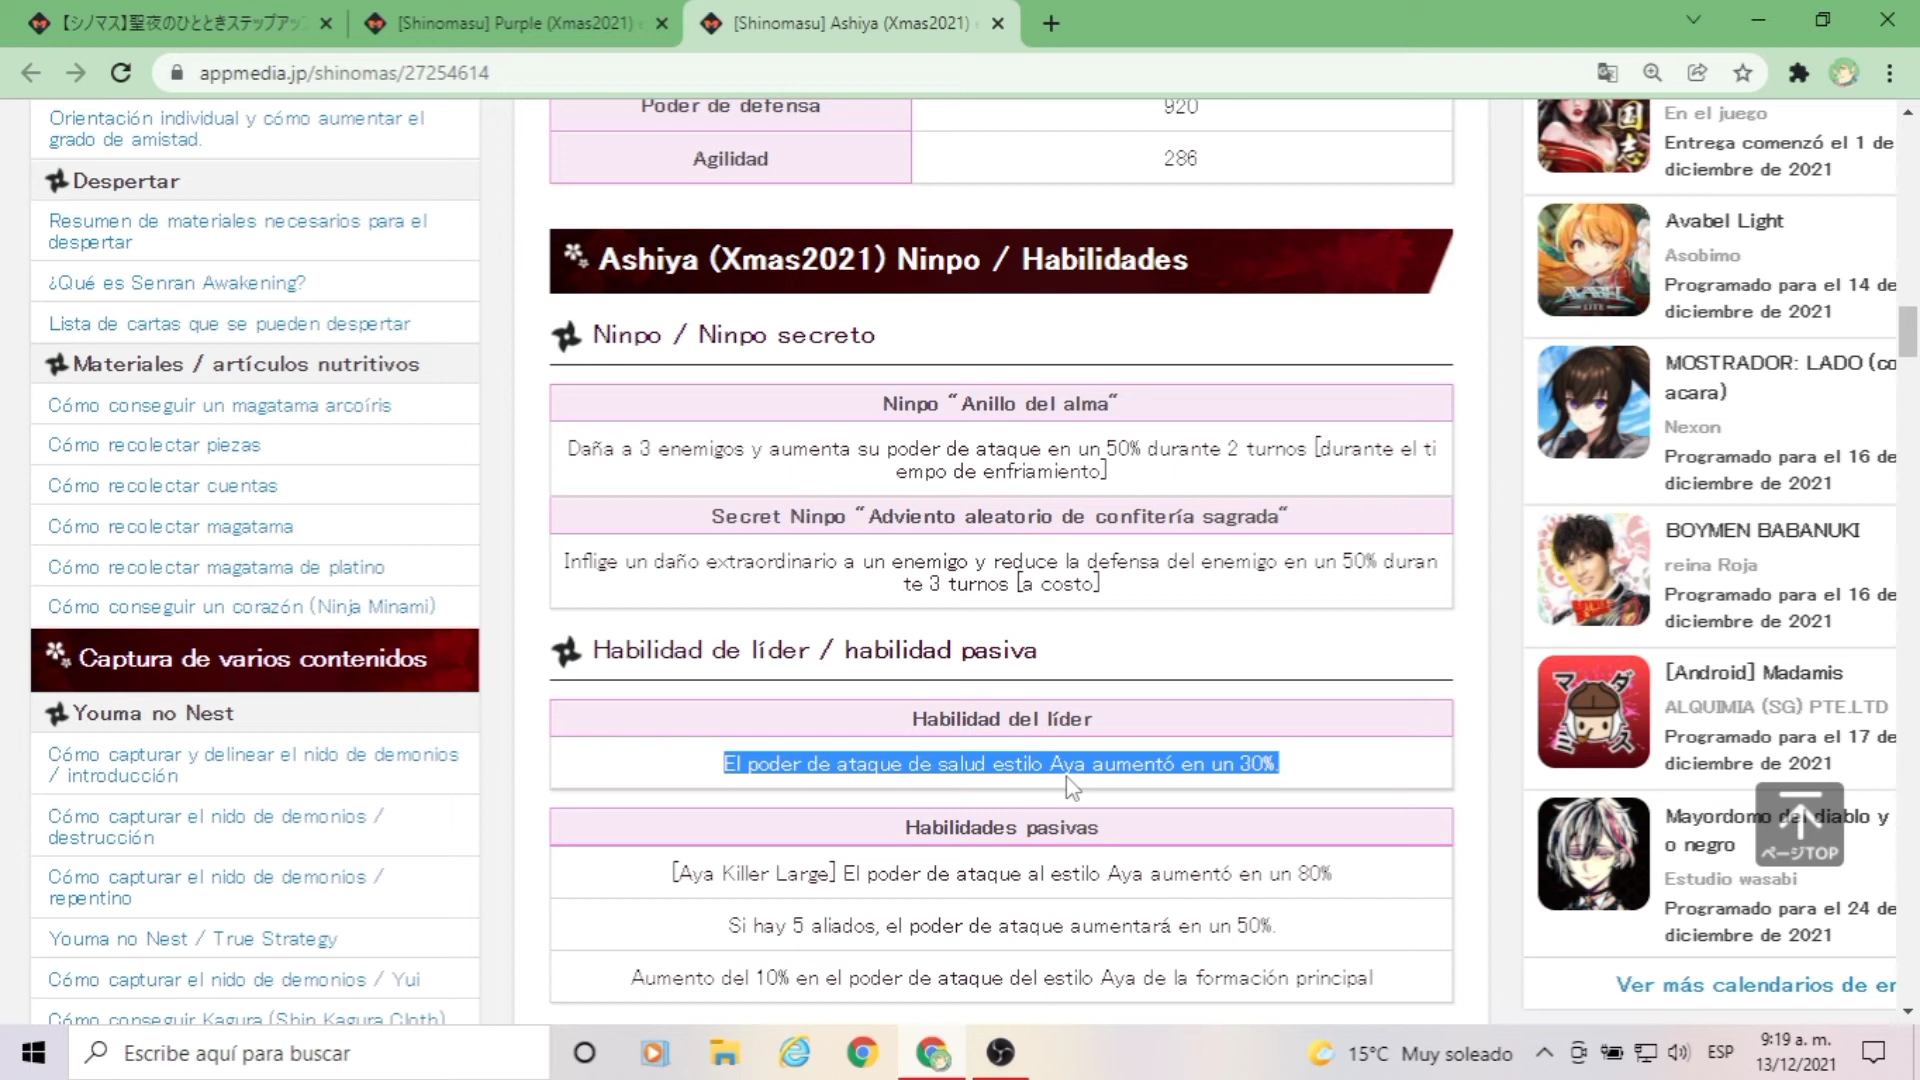 【シノマス】聖夜のひとときステップアッ
[Shinomasu] Purple (Xmas2021)
[Shinomasu] Ashiya (Xmas2021)
appmedia.jp/shinomas/27254614
Orientación individual y cómo aumentar el
grado de amistad.
Despertar
Resumen de materiales necesarios para el
despertar
¿Qué es Senran Awakening?
Lista de cartas que se pueden despertar
Materiales / artículos nutritivos
Cómo conseguir un magatama arcoíris
Cómo recolectar piezas
Cómo recolectar cuentas
Cómo recolectar magatama
Cómo recolectar magatama de platino
Cómo conseguir un corazón (Ninja Minami)
Captura de varios contenidos
Youma no Nest
Cómo capturar y delinear el nido de demonios
/ introducción
Cómo capturar el nido de demonios /
destrucción
Cómo capturar el nido de demonios /
repentino
Youma no Nest / True Strategy
Cómo capturar el nido de demonios / Yui
Cómo conseguir Kagura (Shin Kagura Cloth)
Poder de defensa 920
Agilidad 286
Ashiya (Xmas2021) Ninpo / Habilidades
Ninpo / Ninpo secreto
Ninpo "Anillo del alma"
Daña a 3 enemigos y aumenta su poder de ataque en un 50% durante 2 turnos [durante el ti
empo de enfriamiento]
Secret Ninpo "Adviento aleatorio de confitería sagrada"
Inflige un daño extraordinario a un enemigo y reduce la defensa del enemigo en un 50% duran
te 3 turnos [a costo]
Habilidad de líder / habilidad pasiva
Habilidad del líder
El poder de ataque de salud estilo Aya aumentó en un 30%.
Habilidades pasivas
[Aya Killer Large] El poder de ataque al estilo Aya aumentó en un 80%
Si hay 5 aliados, el poder de ataque aumentará en un 50%.
Aumento del 10% en el poder de ataque del estilo Aya de la formación principal
En el juego
Entrega comenzó el 1 de
diciembre de 2021
Avabel Light
Asobimo
Programado para el 14 de
diciembre de 2021
MOSTRADOR: LADO (co
acara)
Nexon
Programado para el 16 de
diciembre de 2021
BOYMEN BABANUKI
reina Roja
Programado para el 16 de
diciembre de 2021
[Android] Madamis
ALQUIMIA (SG) PTE.LTD
Programado para el 17 de
diciembre de 2021
Mayordomo del diablo y
o negro
Estudio wasabi
Programado para el 24 de
diciembre de 2021
ページTOP
Ver más calendarios de en
Escribe aquí para buscar
15°C Muy soleado
ESP
9:19 a. m.
13/12/2021